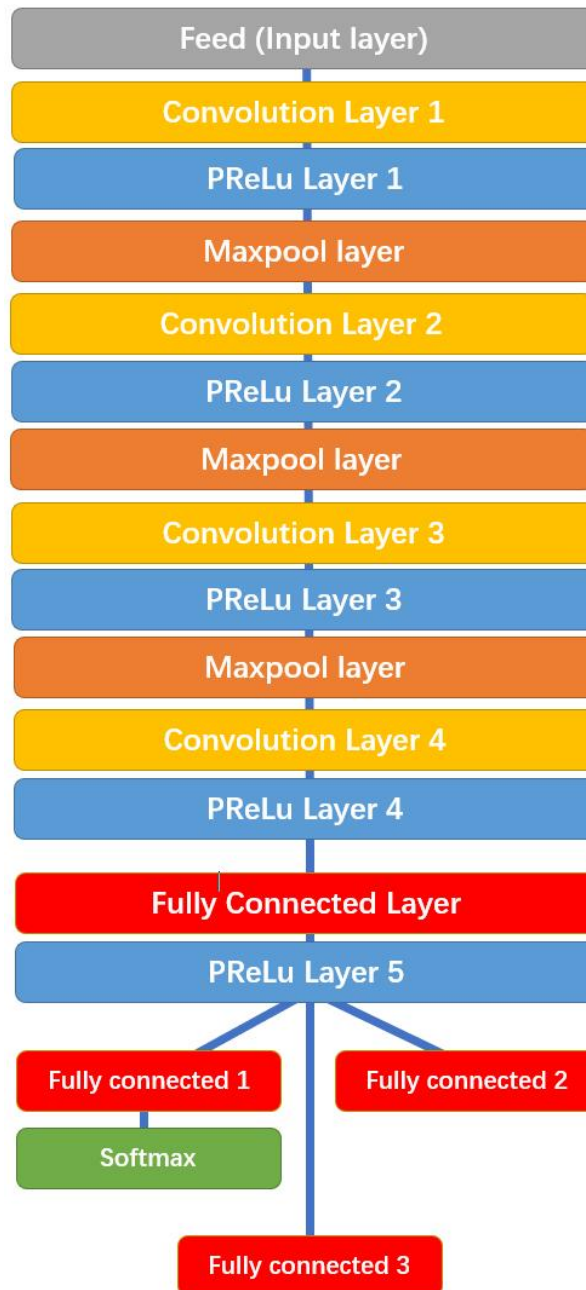 Feed (Input layer)
Convolution Layer 1
PReLu Layer 1
Maxpool layer
Convolution Layer 2
PReLu Layer 2
Maxpool layer
Convolution Layer 3
PReLu Layer 3
Maxpool layer
Convolution Layer 4
PReLu Layer 4
Fully Connected Layer
PReLu Layer 5
Fully connected 1
Fully connected 2
Softmax
Fully connected 3